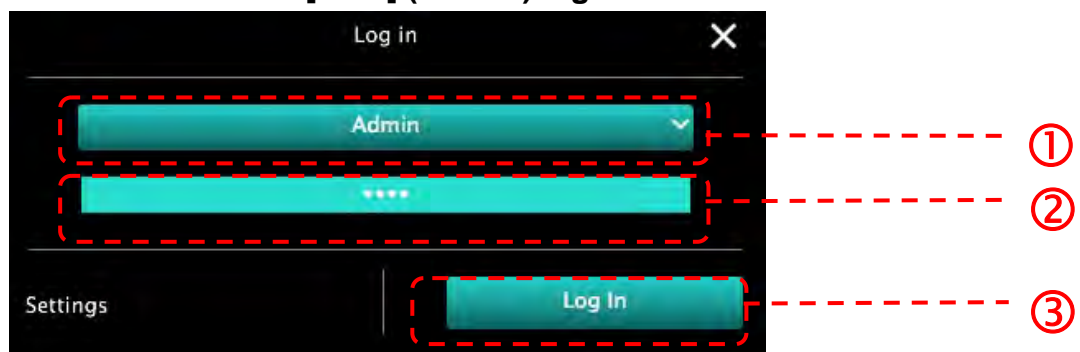 Log in
Admin
①
****
②
Settings
Log In
③